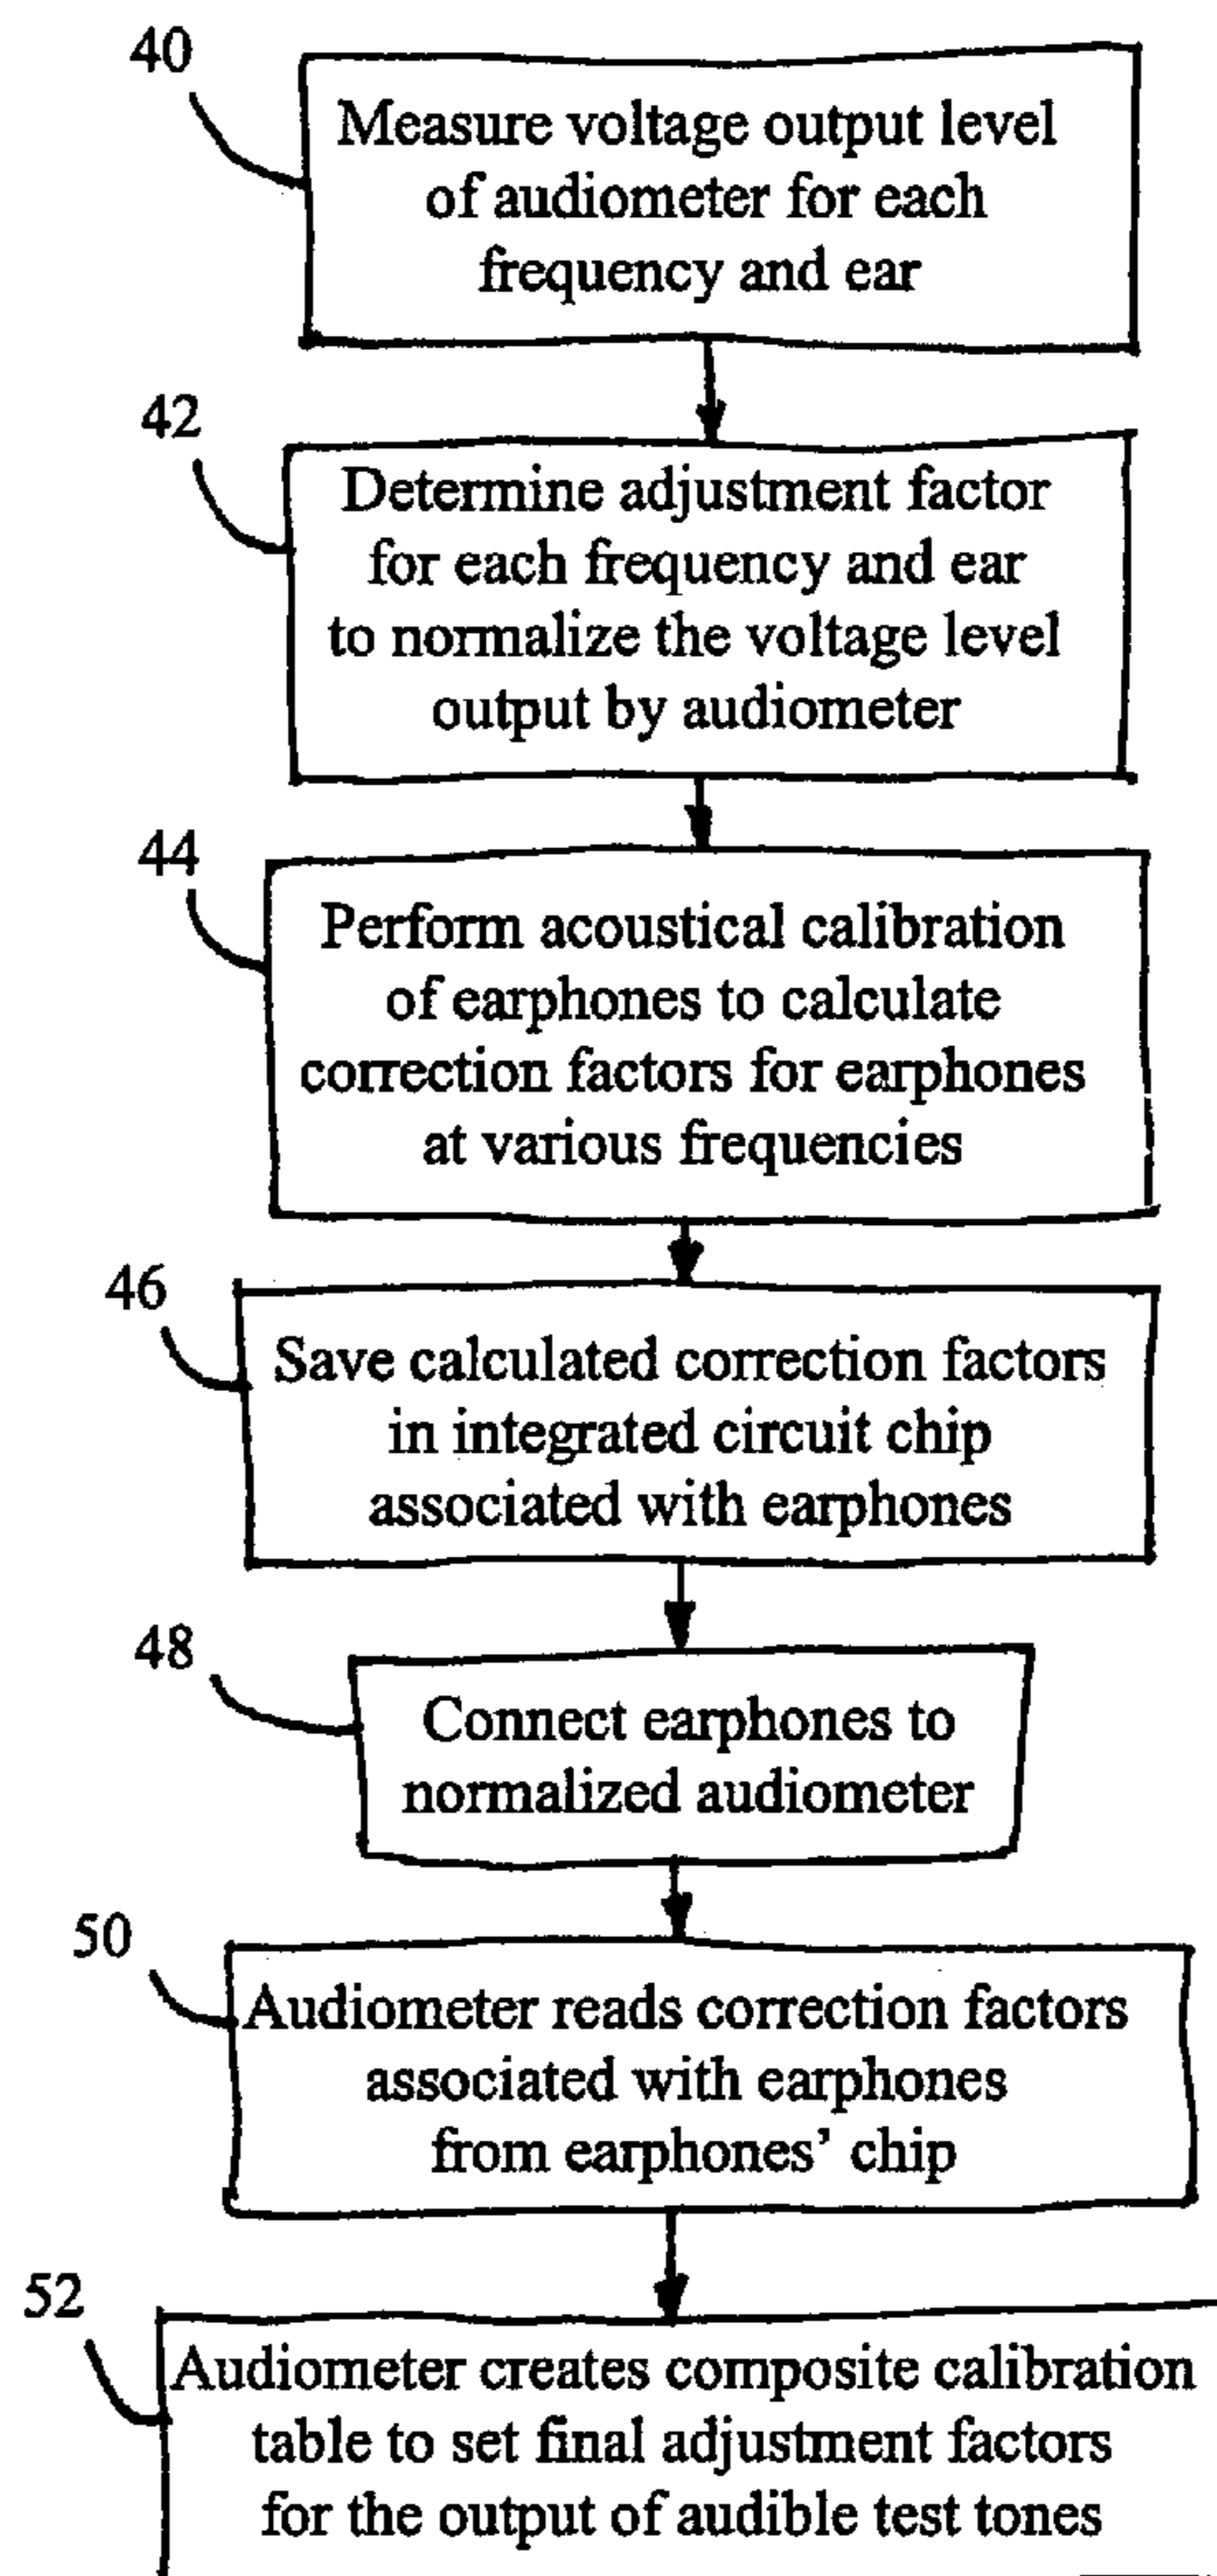 40
Measure voltage output level
of audiometer for each
frequency and ear
42
Determine adjustment factor
for each frequency and ear
to normalize the voltage level
output by audiometer
44
Perform acoustical calibration
of earphones to calculate
correction factors for earphones
at various frequencies
46
Save calculated correction factors
in integrated circuit chip
associated with earphones
48
Connect earphones to
normalized audiometer
50
Audiometer reads correction factors
associated with earphones
from earphones’ chip
52
Audiometer creates composite calibration
table to set final adjustment factors
for the output of audible test tones